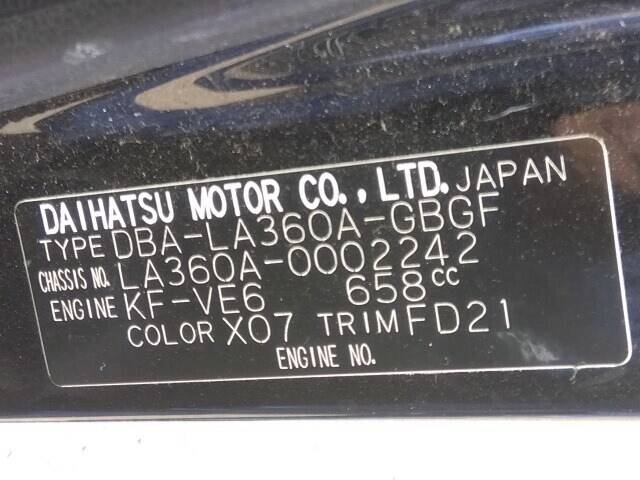 DAIHATSU MOTOR CO.,LTD. JAPAN
TYPE DBA-LA360A-GBGF
CHASSIS NO. LA360A-0002242
ENGINE KF-VE6 658cc
COLOR X07 TRIM FD21
ENGINE NO.